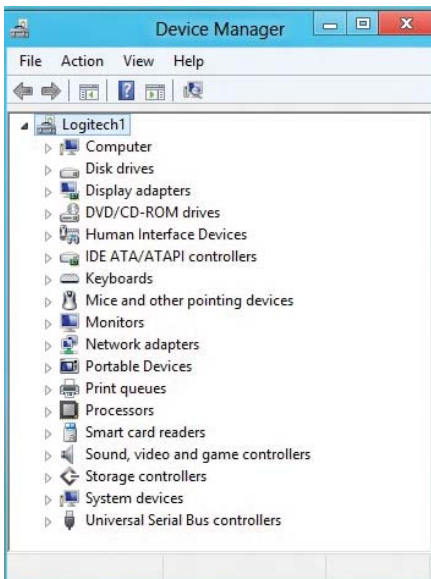 Device Manager
File Action View Help
Logitech1
Computer
Disk drives
Display adapters
DVD/CD-ROM drives
Human Interface Devices
IDE ATA/ATAPI controllers
Keyboards
Mice and other pointing devices
Monitors
Network adapters
Portable Devices
Print queues
Processors
Smart card readers
Sound, video and game controllers
Storage controllers
System devices
Universal Serial Bus controllers